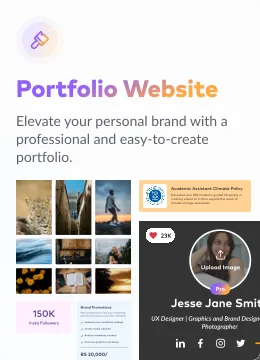 Portfolio Website
Elevate your personal brand with a
professional and easy-to-create
portfolio.
Academic Assistant Climate Policy
23K
Upload Image
Pro
150K
Insta Followers
Brand Promotions
RS 20,000/
Jesse Jane Smit
UX Designer | Graphics and Brand Design
Photographer